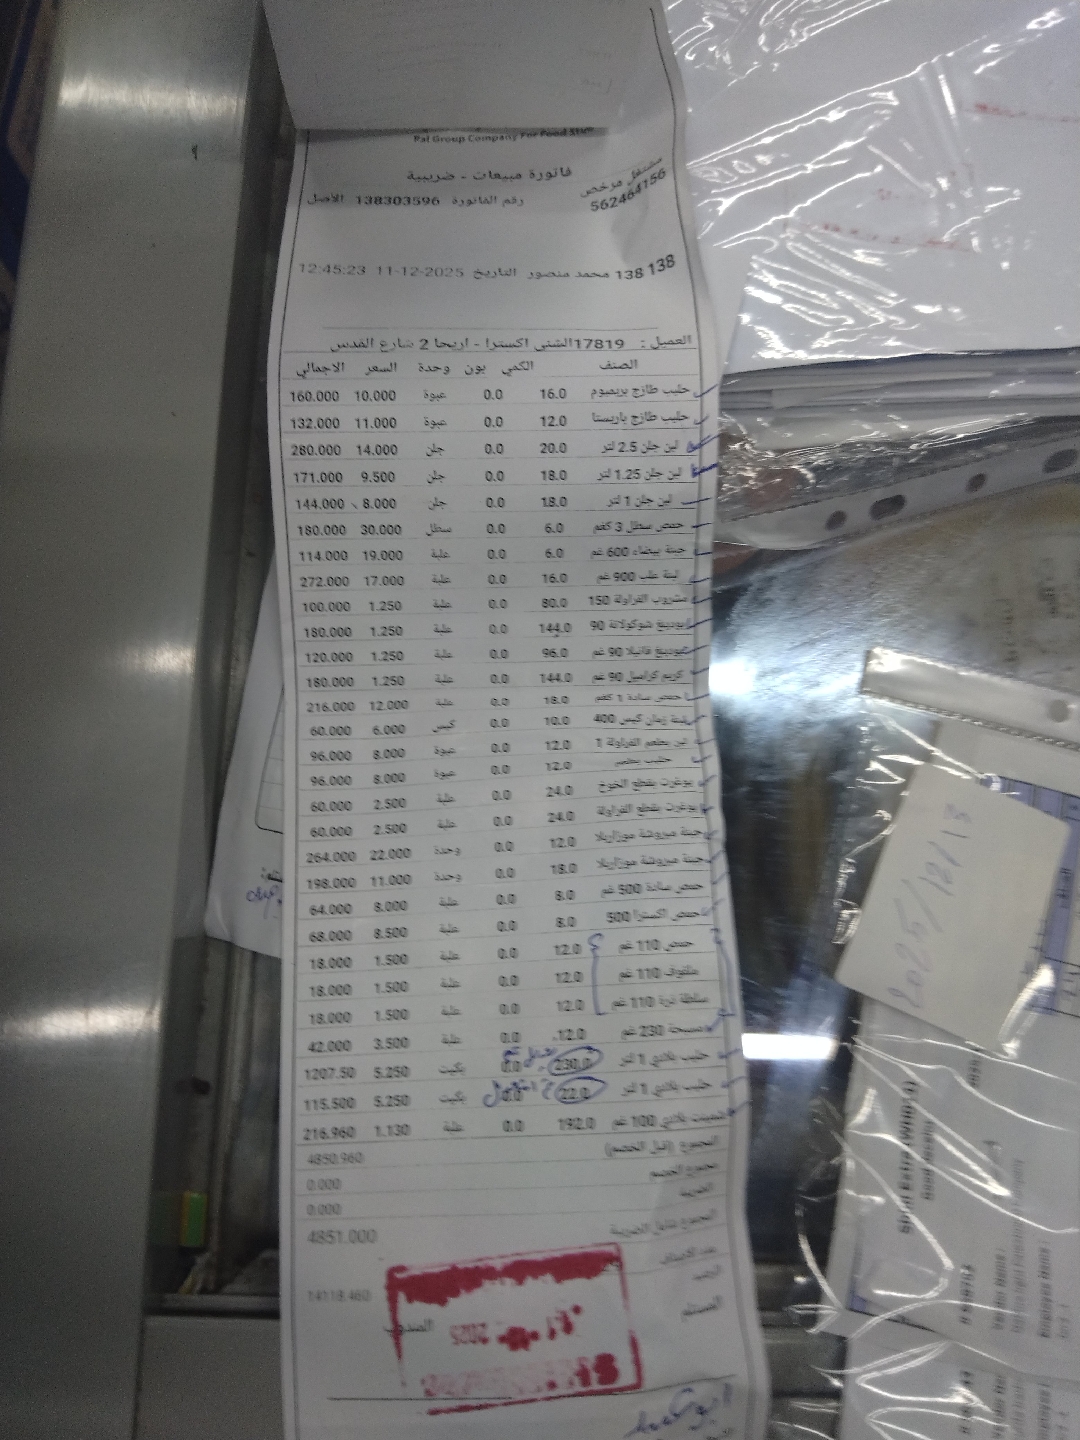 Pal Group Company For Food
فاتورة مبيعات - ضريبية
مشتغل مرخص
562464156
رقم الفاتورة 138303596 الأصل
138 138 محمد منصور التاريخ 11-12-2025 12:45:23
العميل : 17819الشني اكسترا - اريحا 2 شارع القدس
الصنف الكمي بون وحدة السعر الاجمالي
حليب طازج بريميوم 16.0 0.0 عبوة 10.000 160.000
حليب طازج باريستا 12.0 0.0 عبوة 11.000 132.000
لبن جلن 2.5 لتر 20.0 0.0 جلن 14.000 280.000
لبن جلن 1.25 لتر 18.0 0.0 جلن 9.500 171.000
لبن جلن 1 لتر 18.0 0.0 جلن 8.000 144.000
حمص سطل 3 كغم 6.0 0.0 سطل 30.000 180.000
جبنة بيضاء 600 غم 6.0 0.0 علبة 19.000 114.000
لبنة علب 900 غم 16.0 0.0 علبة 17.000 272.000
مشروب الفراولة 150 80.0 0.0 علبة 1.250 100.000
بودينغ شوكولاتة 90 144.0 0.0 علبة 1.250 180.000
بودينغ فانيلا 90 غم 96.0 0.0 علبة 1.250 120.000
كريم كراميل 90 غم 144.0 0.0 علبة 1.250 180.000
حمص سادة 1 كغم 18.0 0.0 علبة 12.000 216.000
لبنة زمان كيس 400 10.0 0.0 كيس 6.000 60.000
لبن بطعم الفراولة 1 12.0 0.0 عبوة 8.000 96.000
حليب بطعم 12.0 0.0 عبوة 8.000 96.000
يوغرت بقطع الخوخ 24.0 0.0 علبة 2.500 60.000
يوغرت بقطع الفراولة 24.0 0.0 علبة 2.500 60.000
جبنة مبروشة موزاريلا 12.0 0.0 وحدة 22.000 264.000
جبنة مبروشة موزاريلا 18.0 0.0 وحدة 11.000 198.000
حمص سادة 500 غم 8.0 0.0 علبة 8.000 64.000
حمص اكسترا 500 8.0 0.0 علبة 8.500 68.000
حمص 110 غم 12.0 0.0 علبة 1.500 18.000
ملفوف 110 غم 12.0 0.0 علبة 1.500 18.000
سلطة ذرة 110 غم 12.0 0.0 علبة 1.500 18.000
مسبحة 230 غم 12.0 0.0 علبة 3.500 42.000
حليب بلادي 1 لتر 230.0 0.0 بكيت 5.250 1207.50
حليب بلادي 1 لتر 22.0 0.0 بكيت 5.250 115.500
شمينت بلادي 100 غم 192.0 0.0 علبة 1.130 216.960
المجموع (قبل الخصم) 4850.960
مجموع الخصم 0.000
الضريبة 0.000
المجموع شامل الضريبة 4851.000
الرصيد 14118.460
المستلم المندوب
2025
2025/12/13